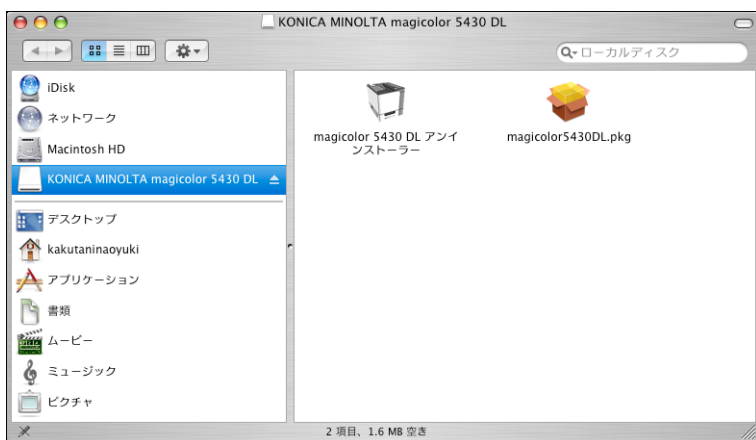 KONICA MINOLTA magicolor 5430 DL
ローカルディスク
iDisk
ネットワーク
Macintosh HD
KONICA MINOLTA magicolor 5430 DL
デスクトップ
kakutaninaoyuki
アプリケーション
書類
ムービー
ミュージック
ピクチャ
magicolor 5430 DL アンイ
ンストーラー
magicolor5430DL.pkg
2 項目、1.6 MB 空き